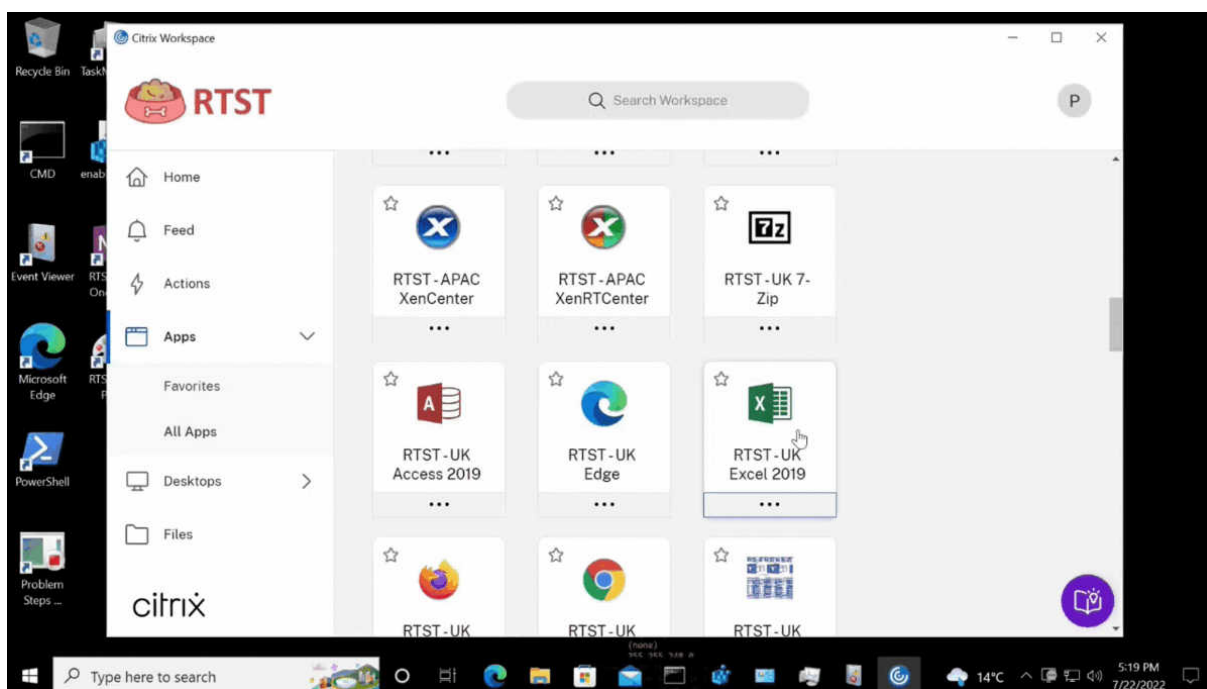 Citrix Workspace
RTST
Search Workspace
P
Recycle Bin
CMD
Event Viewer
Microsoft
Edge
PowerShell
Problem
Steps ...
Home
Feed
Actions
Apps
Favorites
All Apps
Desktops
Files
citrix
RTST-APAC
XenCenter
RTST-APAC
XenRTCenter
7z
RTST-UK 7-
Zip
A
RTST-UK
Access 2019
RTST-UK
Edge
X
RTST-UK
Excel 2019
RTST-UK
RTST-UK
RTST-UK
(none)
Type here to search
14°C
5:19 PM
7/22/2022